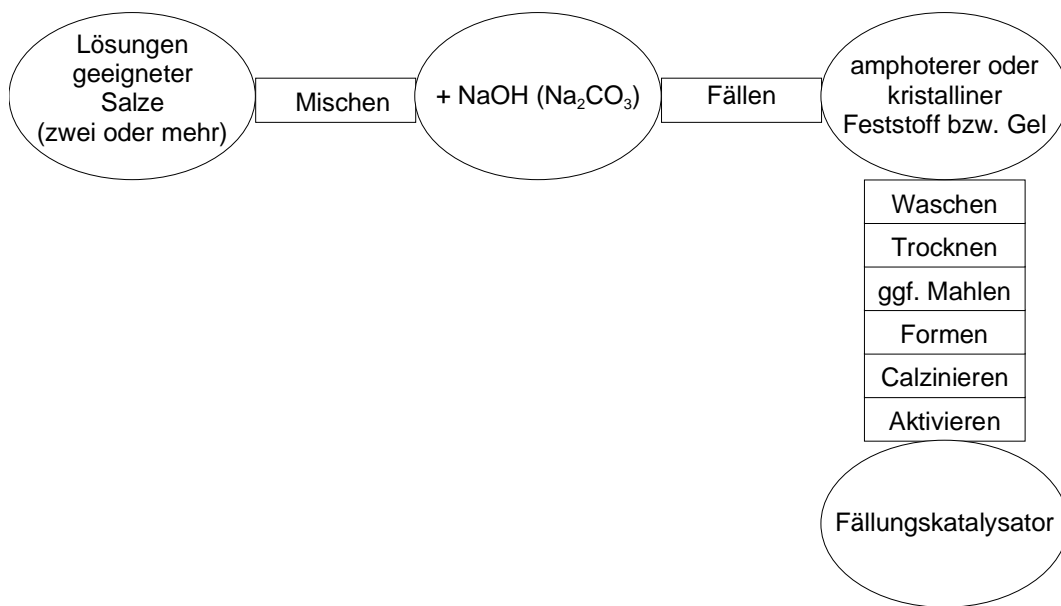 Lösungen
geeigneter
Salze
(zwei oder mehr)
Mischen
+ NaOH (Na₂CO₃)
Fällen
amphoterer oder
kristalliner
Feststoff bzw. Gel
Waschen
Trocknen
ggf. Mahlen
Formen
Calzinieren
Aktivieren
Fällungskatalysator